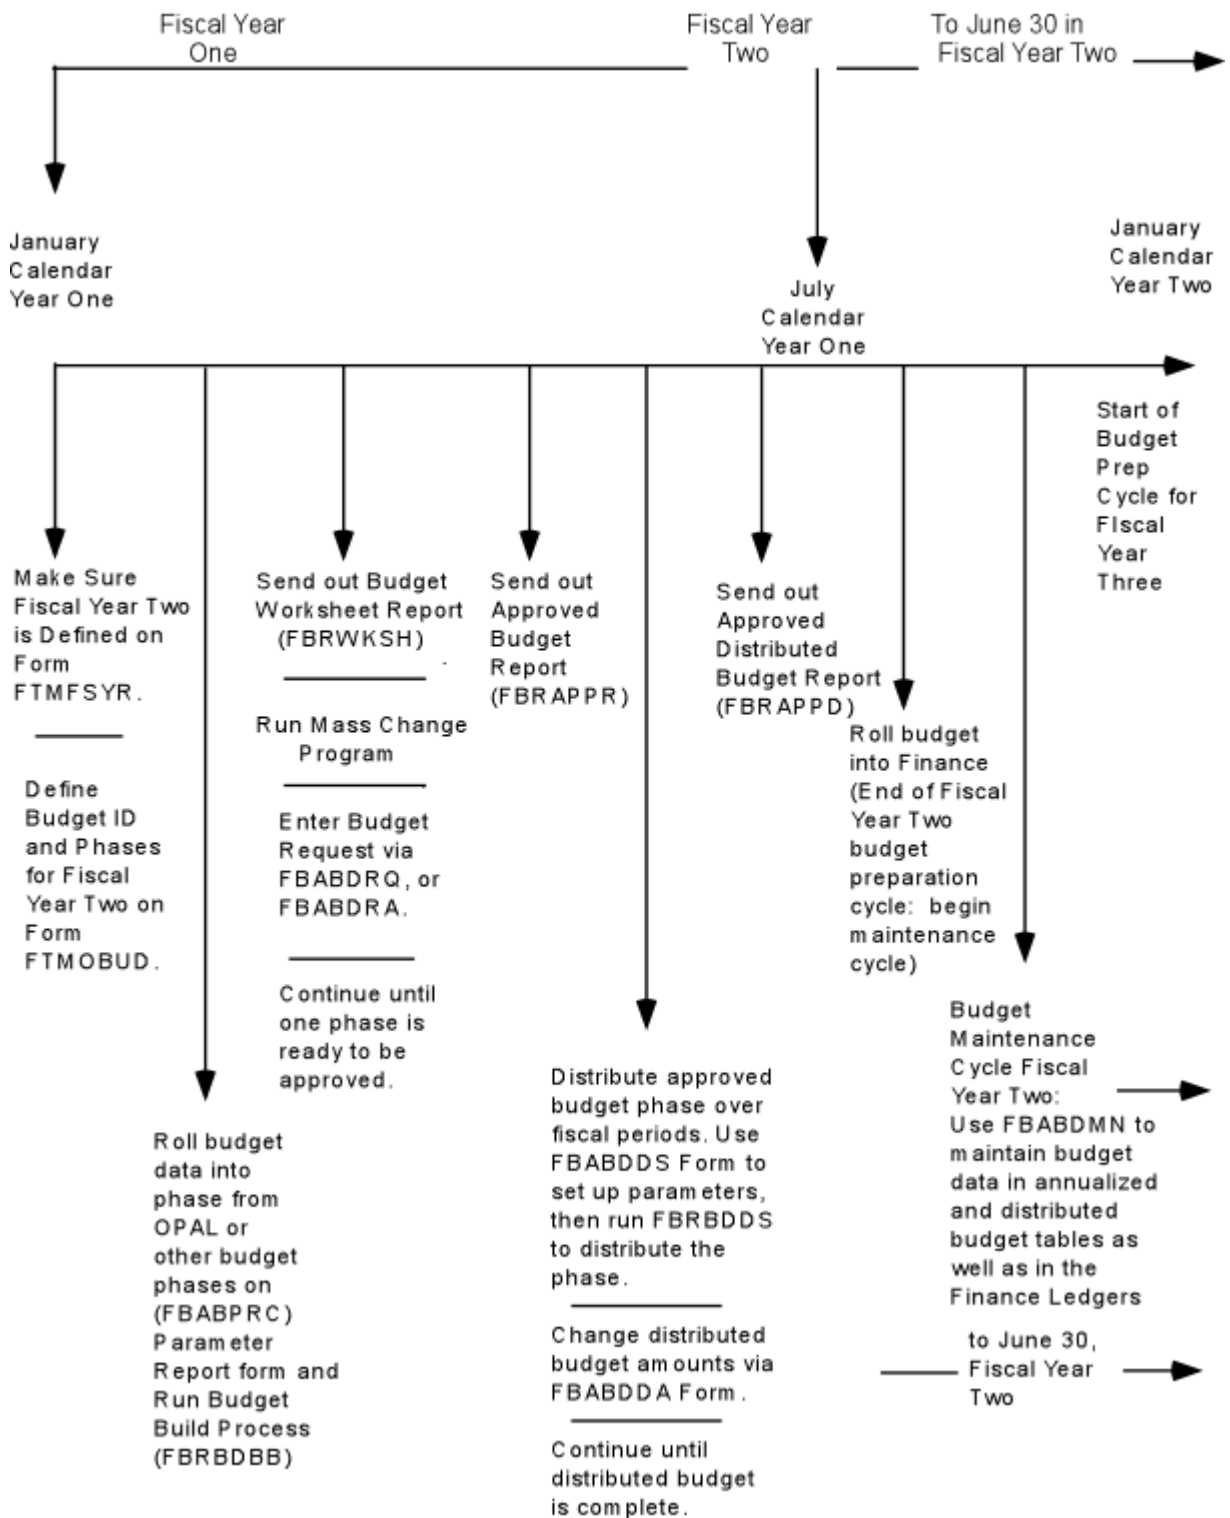 Fiscal Year
One
Fiscal Year
Two
To June 30 in
Fiscal Year Two
January
Calendar
Year One
July
Calendar
Year One
January
Calendar
Year Two
Start of
Budget
Prep
Cycle for
FIscal
Year
Three
Make Sure
Fiscal Year Two
is Defined on
Form
FTMFSYR.
Define
Budget ID
and Phases
for Fiscal
Year Two on
Form
FTMOBUD.
Roll budget
data into
phase from
OPAL or
other budget
phases on
(FBABPRC)
Parameter
Report form and
Run Budget
Build Process
(FBRBDBB)
Send out Budget
Worksheet Report
(FBRWKSH)
.
Run Mass Change
Program
Enter Budget
Request via
FBABDRQ, or
FBABDRA.
Continue until
one phase is
ready to be
approved.
Send out
Approved
Budget
Report
(FBRAPPR)
Distribute approved
budget phase over
fiscal periods. Use
FBABDDS Form to
set up parameters,
then run FBRBDDS
to distribute the
phase.
Change distributed
budget amounts via
FBABDDA Form.
Continue until
distributed budget
is complete.
Send out
Approved
Distributed
Budget Report
(FBRAPPD)
Roll budget
into Finance
(End of Fiscal
Year Two
budget
preparation
cycle: begin
maintenance
cycle)
Budget
Maintenance
Cycle Fiscal
Year Two:
Use FBABDMN to
maintain budget
data in annualized
and distributed
budget tables as
well as in the
Finance Ledgers
to June 30,
Fiscal Year
Two